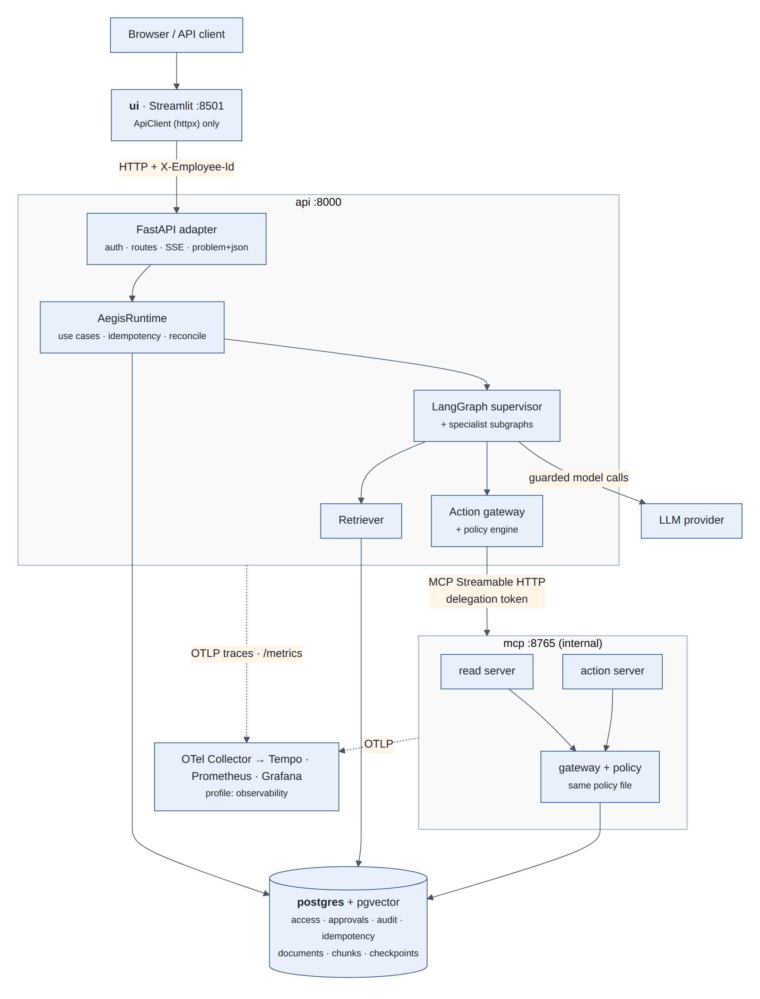 Browser / API client
ui · Streamlit :8501
ApiClient (httpx) only
HTTP + X-Employee-Id
api :8000
FastAPI adapter
auth · routes · SSE · problem+json
AegisRuntime
use cases · idempotency · reconcile
LangGraph supervisor
+ specialist subgraphs
guarded model calls
Retriever
Action gateway
+ policy engine
LLM provider
MCP Streamable HTTP
delegation token
mcp :8765 (internal)
OTLP traces · /metrics
read server
action server
OTLP
OTel Collector → Tempo ·
Prometheus · Grafana
profile: observability
gateway + policy
same policy file
postgres + pgvector
access · approvals · audit ·
idempotency
documents · chunks · checkpoints